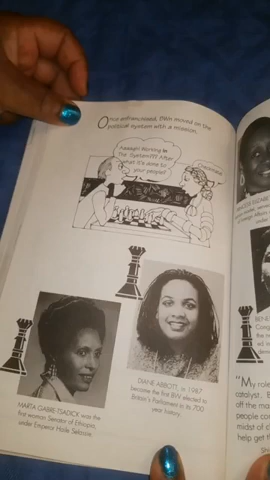 Once enfranchised, BWs moved on the
political system with a mission.
Working in
The System!!!! After
what it's done to
your people?
DIANE ABBOTT, in 1987
became the first BW elected to
Britain's Parliament in its 700
year history.
MARTA GABRE-TSADICK was the
first woman Senator of Ethiopia,
under Emperor Haile Selassie.
"My role
catalyst.
off the ma
people co
midst of c
help get th